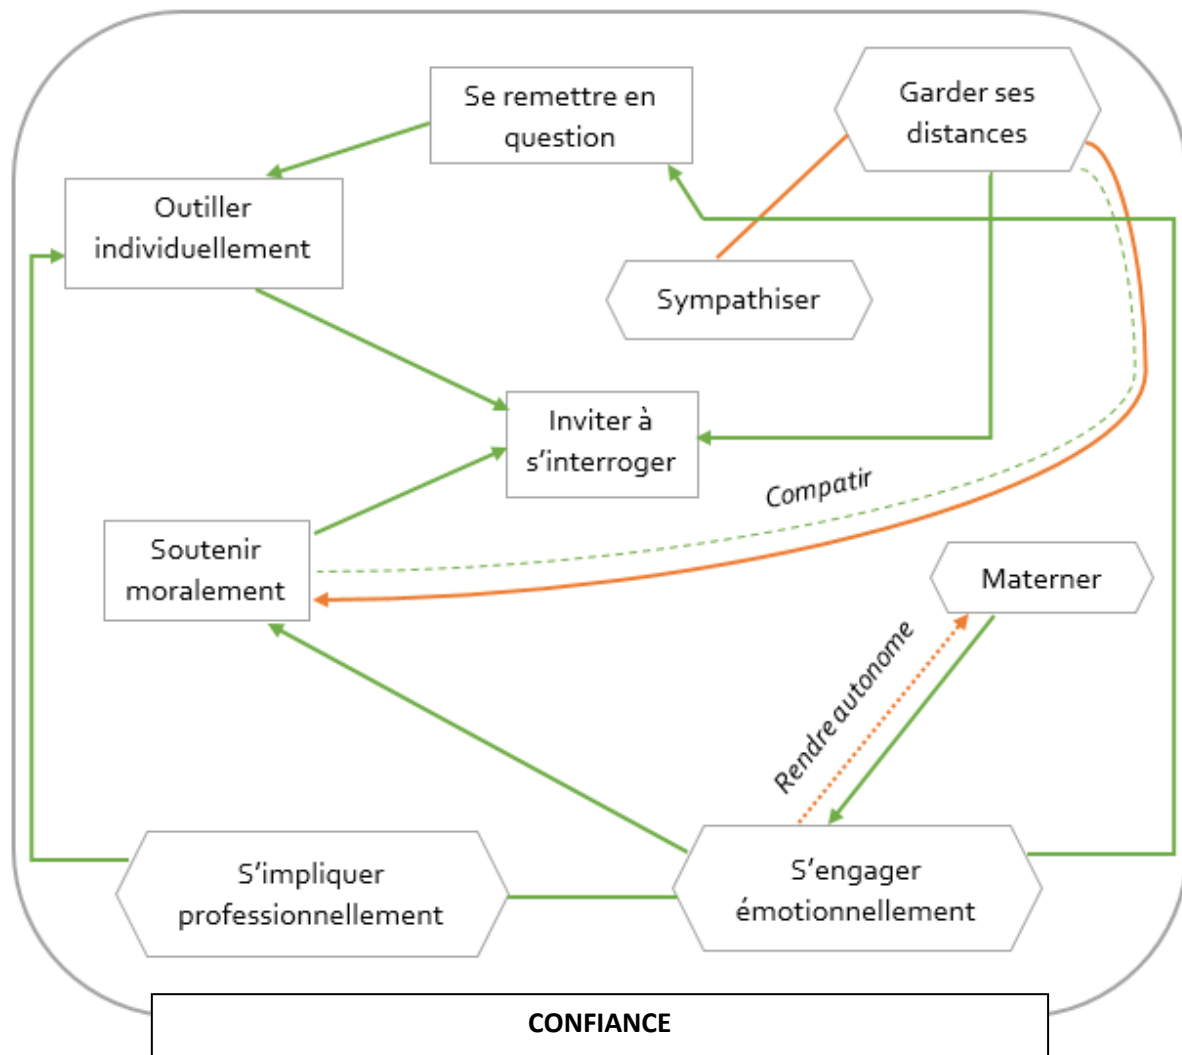 Se remettre en
question
Garder ses
distances
Outiller
individuellement
Sympathiser
Inviter à
s’interroger
Compatir
Soutenir
moralement
Materner
Rendre autonome
S’impliquer
professionnellement
S’engager
émotionnellement
CONFIANCE